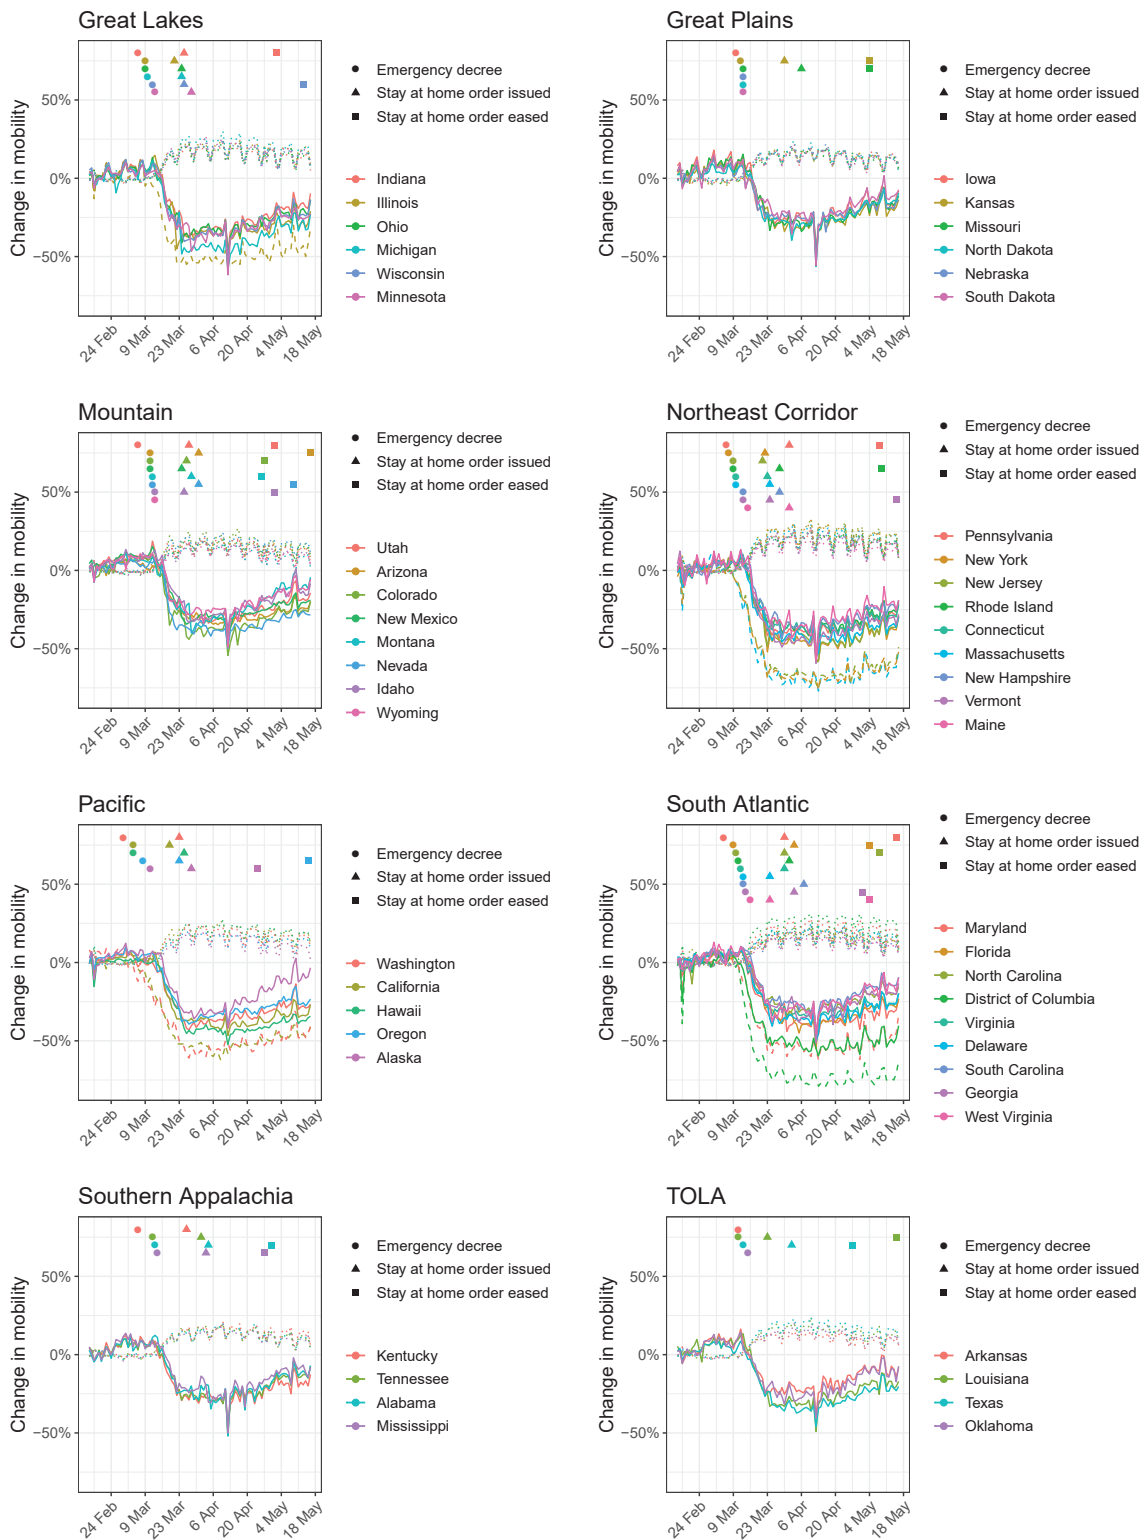 Great Lakes
Change in mobility
50%
0%
−50%
24 Feb
9 Mar
23 Mar
6 Apr
20 Apr
4 May
18 May
Emergency decree
Stay at home order issued
Stay at home order eased
Indiana
Illinois
Ohio
Michigan
Wisconsin
Minnesota
Great Plains
Change in mobility
50%
0%
−50%
24 Feb
9 Mar
23 Mar
6 Apr
20 Apr
4 May
18 May
Emergency decree
Stay at home order issued
Stay at home order eased
Iowa
Kansas
Missouri
North Dakota
Nebraska
South Dakota
Mountain
Change in mobility
50%
0%
−50%
24 Feb
9 Mar
23 Mar
6 Apr
20 Apr
4 May
18 May
Emergency decree
Stay at home order issued
Stay at home order eased
Utah
Arizona
Colorado
New Mexico
Montana
Nevada
Idaho
Wyoming
Northeast Corridor
Change in mobility
50%
0%
−50%
24 Feb
9 Mar
23 Mar
6 Apr
20 Apr
4 May
18 May
Emergency decree
Stay at home order issued
Stay at home order eased
Pennsylvania
New York
New Jersey
Rhode Island
Connecticut
Massachusetts
New Hampshire
Vermont
Maine
Pacific
Change in mobility
50%
0%
−50%
24 Feb
9 Mar
23 Mar
6 Apr
20 Apr
4 May
18 May
Emergency decree
Stay at home order issued
Stay at home order eased
Washington
California
Hawaii
Oregon
Alaska
South Atlantic
Change in mobility
50%
0%
−50%
24 Feb
9 Mar
23 Mar
6 Apr
20 Apr
4 May
18 May
Emergency decree
Stay at home order issued
Stay at home order eased
Maryland
Florida
North Carolina
District of Columbia
Virginia
Delaware
South Carolina
Georgia
West Virginia
Southern Appalachia
Change in mobility
50%
0%
−50%
24 Feb
9 Mar
23 Mar
6 Apr
20 Apr
4 May
18 May
Emergency decree
Stay at home order issued
Stay at home order eased
Kentucky
Tennessee
Alabama
Mississippi
TOLA
Change in mobility
50%
0%
−50%
24 Feb
9 Mar
23 Mar
6 Apr
20 Apr
4 May
18 May
Emergency decree
Stay at home order issued
Stay at home order eased
Arkansas
Louisiana
Texas
Oklahoma